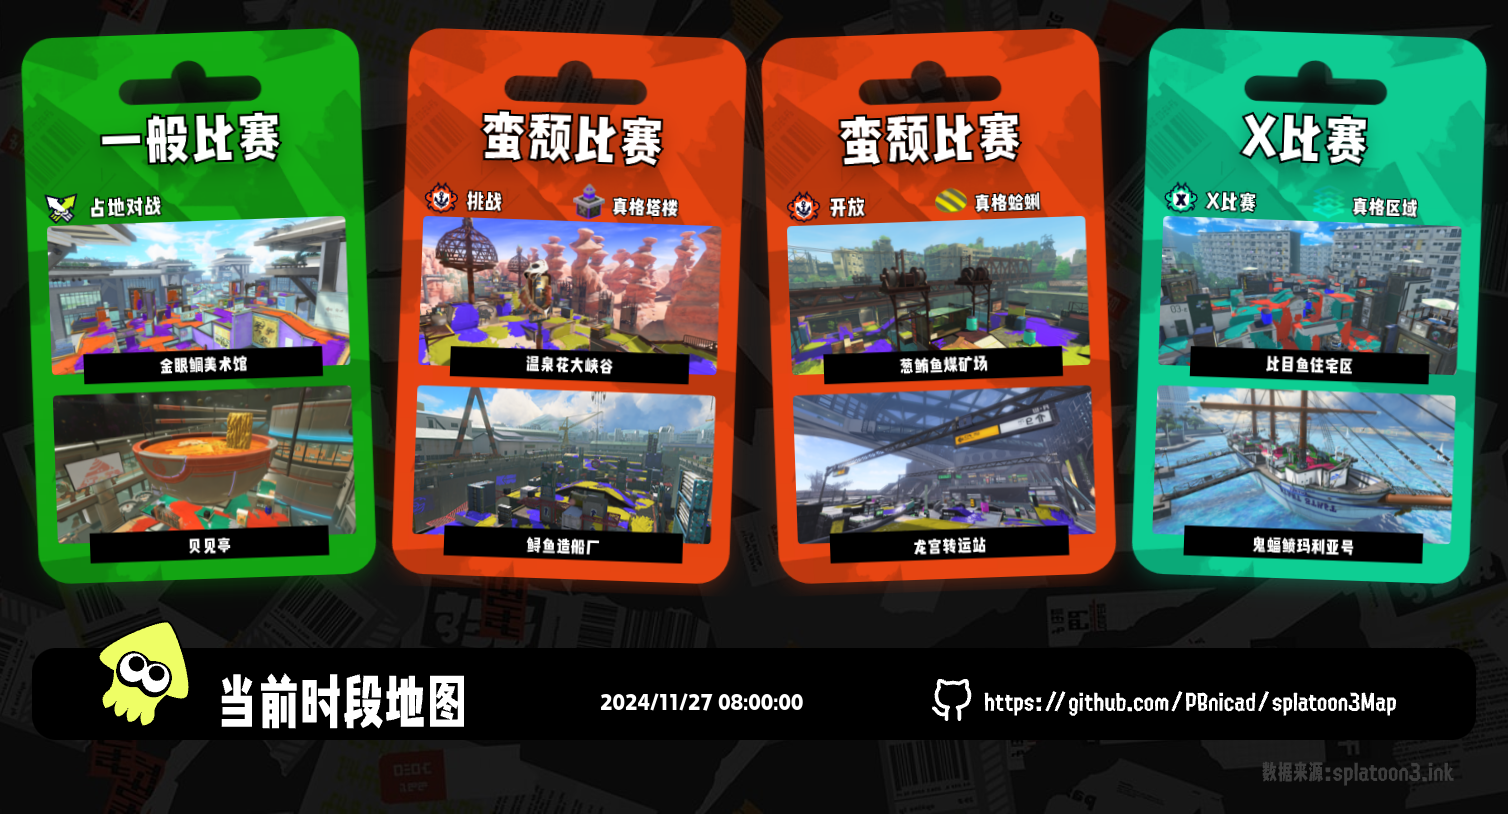 一般比赛
占地对战
金眼鲷美术馆
贝贝亭
蛮颓比赛
挑战
真格塔楼
温泉花大峡谷
鲟鱼造船厂
蛮颓比赛
开放
真格蛤蜊
葱鲔鱼煤矿场
龙宫转运站
X比赛
X比赛
真格区域
比目鱼住宅区
鬼蝠鲼玛利亚号
当前时段地图
2024/11/27 08:00:00
https://github.com/PBnicad/splatoon3Map
数据来源:splatoon3.ink